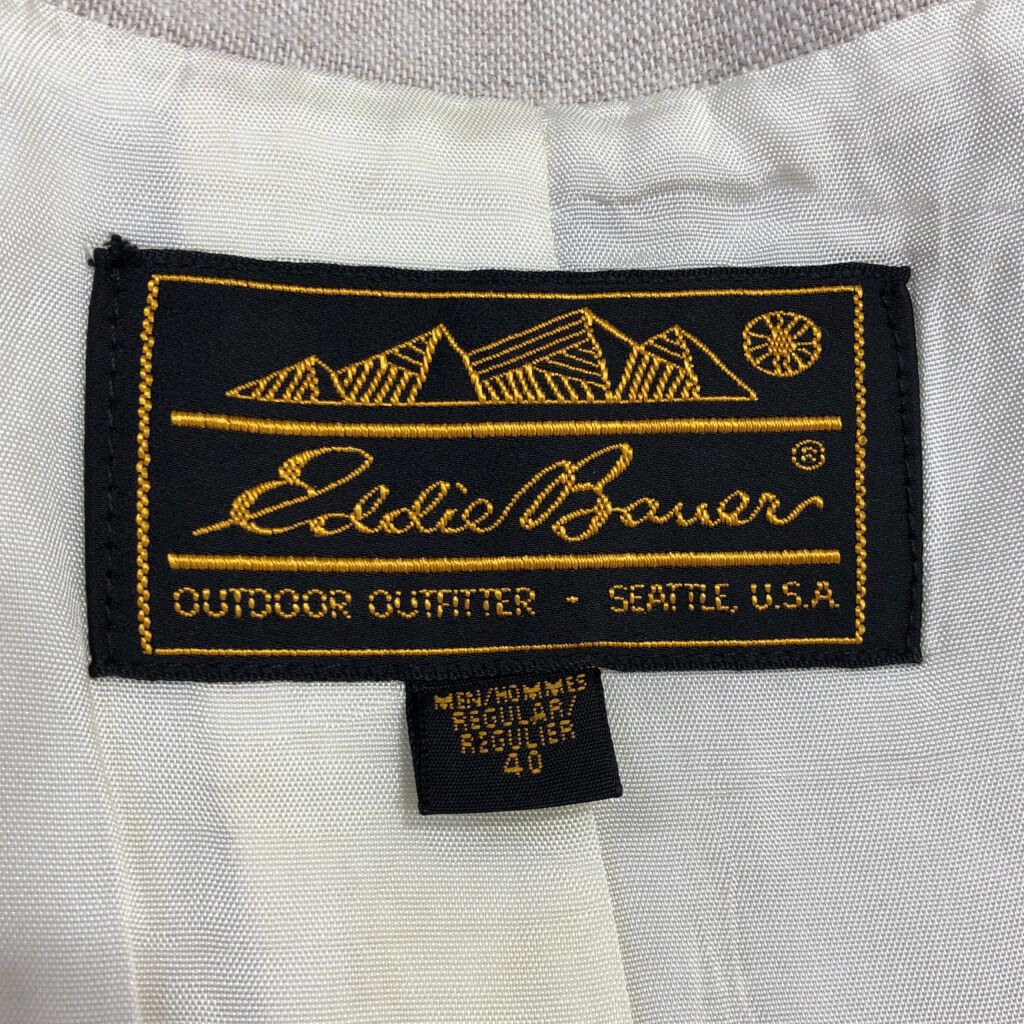 Eddie Bauer ®
OUTDOOR OUTFITTER · SEATTLE, U.S.A.
MEN/HOMMES
REGULAR/
REGULIER
40